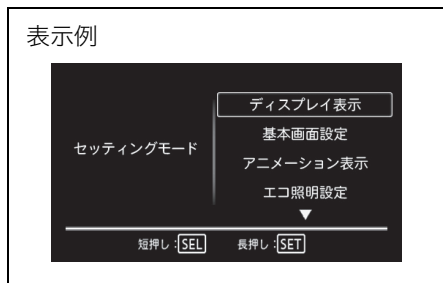 表示例
ディスプレイ表示
基本画面設定
セッティングモード
アニメーション表示
エコ照明設定
▼
短押し:SEL 長押し:SET